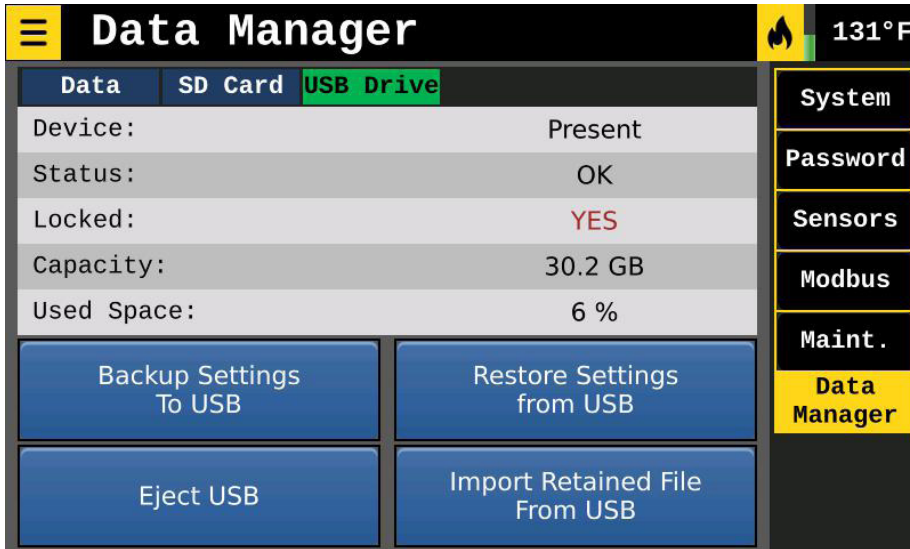 Data Manager
131°F
Data SD Card USB Drive
Device: Present
Status: OK
Locked: YES
Capacity: 30.2 GB
Used Space: 6 %
Backup Settings
To USB
Restore Settings
from USB
Eject USB
Import Retained File
From USB
System
Password
Sensors
Modbus
Maint.
Data
Manager